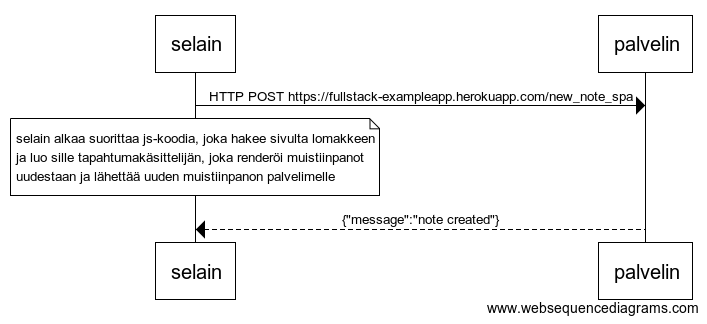 selain
palvelin
HTTP POST https://fullstack-exampleapp.herokuapp.com/new_note_spa
selain alkaa suorittaa js-koodia, joka hakee sivulta lomakkeen
ja luo sille tapahtumakäsittelijän, joka renderöi muistiinpanot
uudestaan ja lähettää uuden muistiinpanon palvelimelle
{"message":"note created"}
selain
palvelin
www.websequencediagrams.com